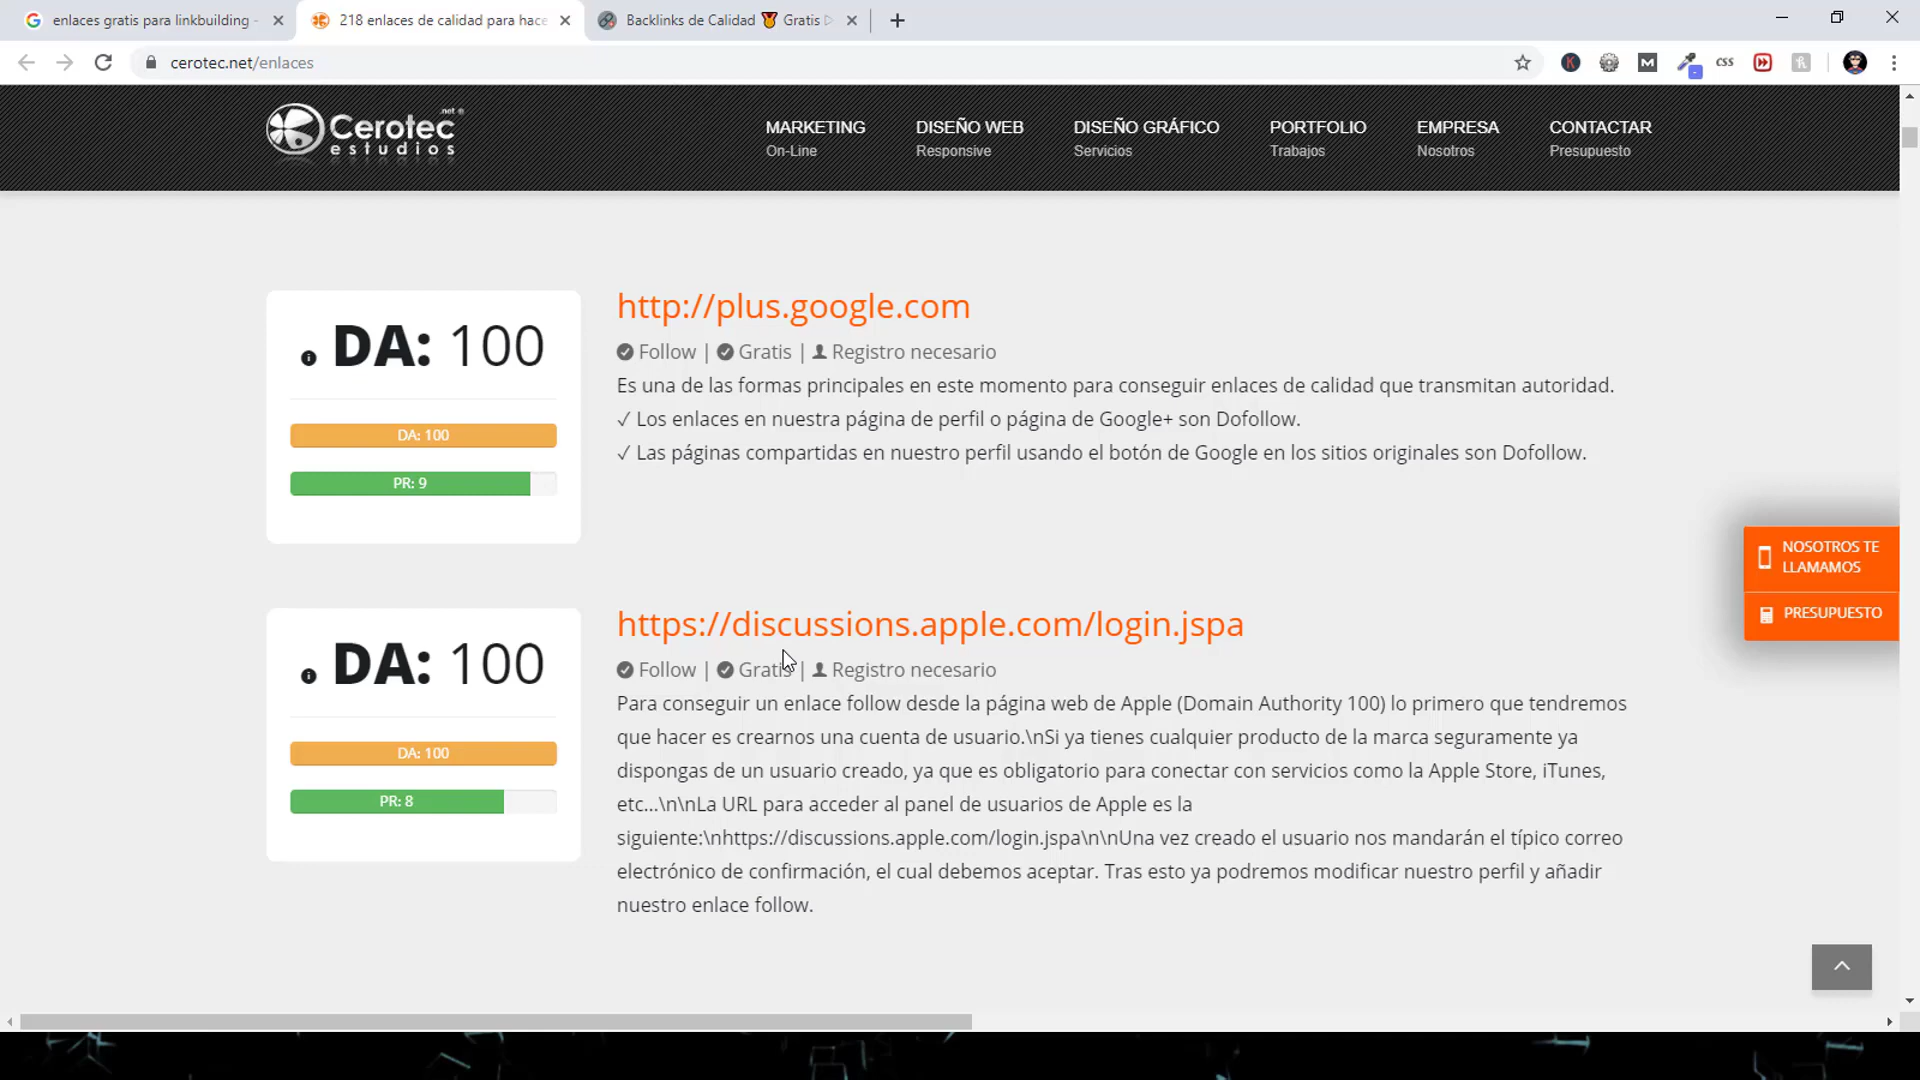 enlaces gratis para linkbuilding -
218 enlaces de calidad para hace
Backlinks de Calidad 🏅 Gratis
cerotec.net/enlaces
css
Cerotec .net ®
estudios
MARKETING
On-Line
DISEÑO WEB
Responsive
DISEÑO GRÁFICO
Servicios
PORTFOLIO
Trabajos
EMPRESA
Nosotros
CONTACTAR
Presupuesto
DA: 100
DA: 100
PR: 9
http://plus.google.com
Follow | Gratis | Registro necesario
Es una de las formas principales en este momento para conseguir enlaces de calidad que transmitan autoridad.
✓ Los enlaces en nuestra página de perfil o página de Google+ son Dofollow.
✓ Las páginas compartidas en nuestro perfil usando el botón de Google en los sitios originales son Dofollow.
NOSOTROS TE
LLAMAMOS
PRESUPUESTO
DA: 100
DA: 100
PR: 8
https://discussions.apple.com/login.jspa
Follow | Gratis | Registro necesario
Para conseguir un enlace follow desde la página web de Apple (Domain Authority 100) lo primero que tendremos
que hacer es crearnos una cuenta de usuario.\nSi ya tienes cualquier producto de la marca seguramente ya
dispongas de un usuario creado, ya que es obligatorio para conectar con servicios como la Apple Store, iTunes,
etc...\n\nLa URL para acceder al panel de usuarios de Apple es la
siguiente:\nhttps://discussions.apple.com/login.jspa\n\nUna vez creado el usuario nos mandarán el típico correo
electrónico de confirmación, el cual debemos aceptar. Tras esto ya podremos modificar nuestro perfil y añadir
nuestro enlace follow.